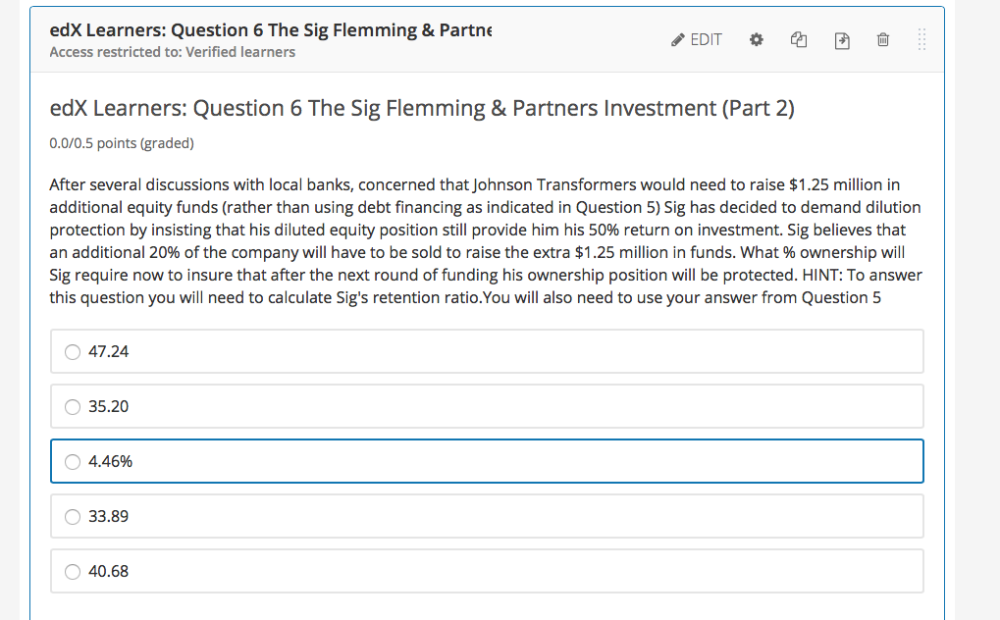 edX Learners: Question 6 The Sig Flemming & Partne
EDIT
Access restricted to: Verified learners
edX Learners: Question 6 The Sig Flemming & Partners Investment (Part 2)
0.0/0.5 points (graded)
After several discussions with local banks, concerned that Johnson Transformers would need to raise $1.25 million in
additional equity funds (rather than using debt financing as indicated in Question 5) Sig has decided to demand dilution
protection by insisting that his diluted equity position still provide him his 50% return on investment. Sig believes that
an additional 20% of the company will have to be sold to raise the extra $1.25 million in funds. What % ownership will
Sig require now to insure that after the next round of funding his ownership position will be protected. HINT: To answer
this question you will need to calculate Sig's retention ratio.You will also need to use your answer from Question 5
47.24
35.20
4.46%
33.89
40.68